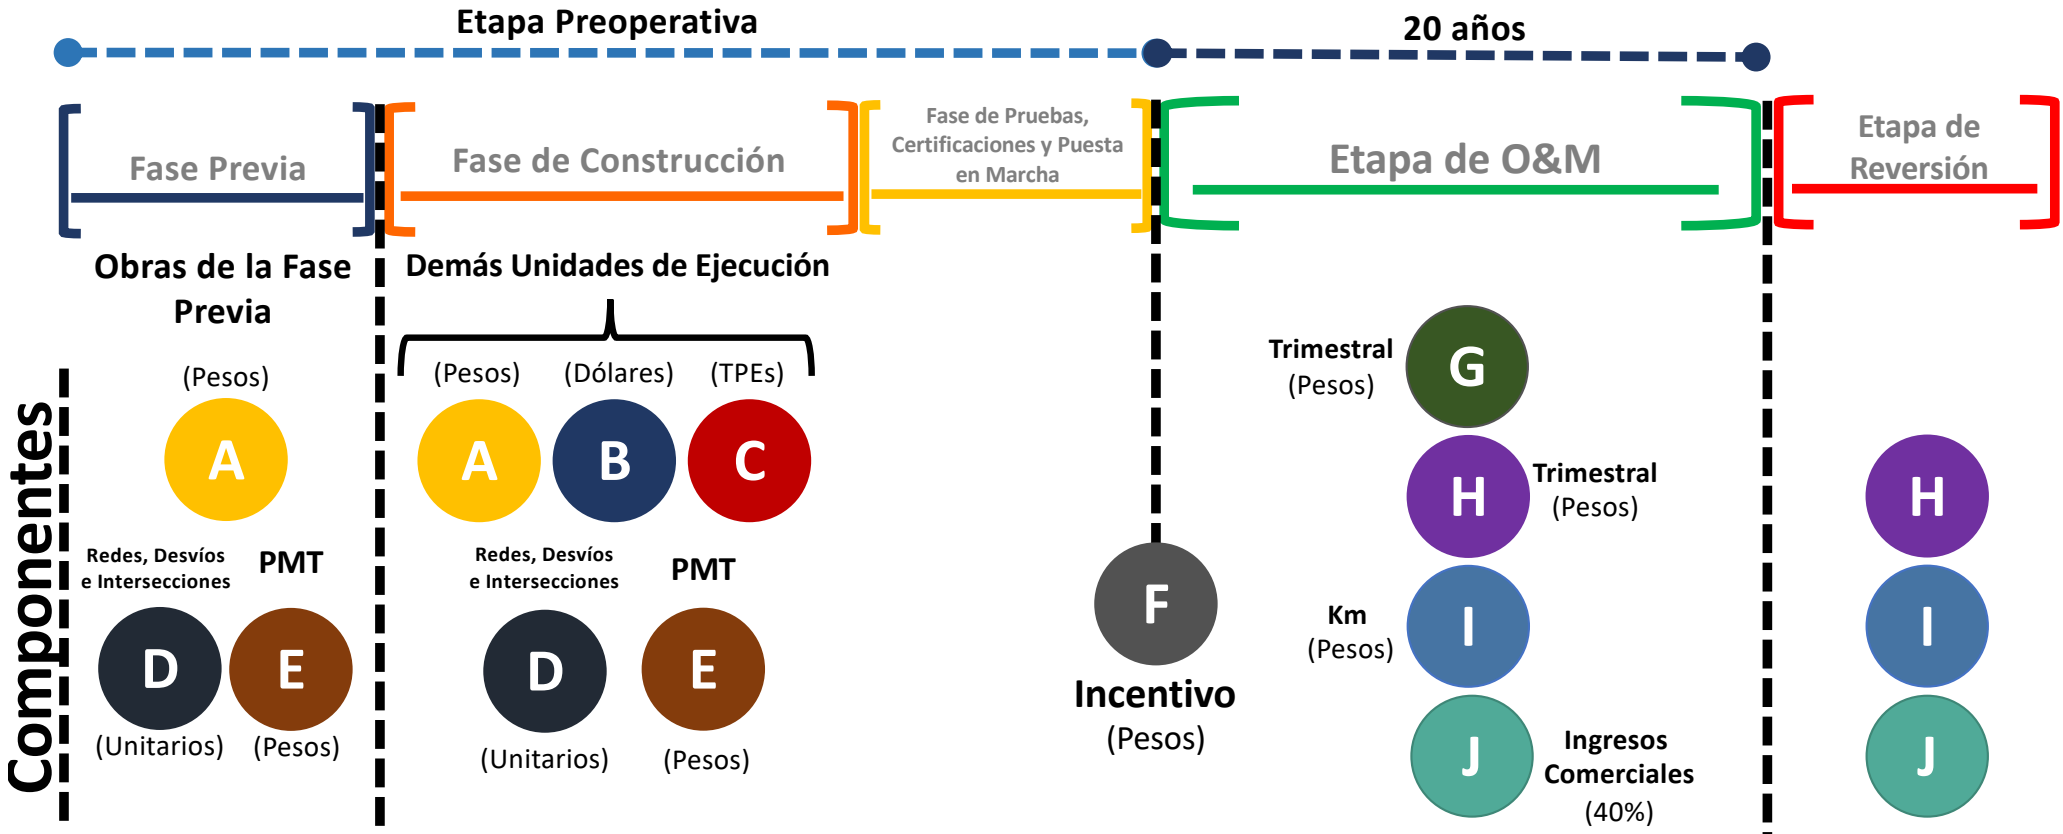 Etapa Preoperativa
20 años
Fase Previa
Fase de Construcción
Fase de Pruebas,
Certificaciones y Puesta
en Marcha
Etapa de O&M
Etapa de
Reversión
Obras de la Fase
Previa
Demás Unidades de Ejecución
Componentes
(Pesos)
A
Redes, Desvíos
e Intersecciones
PMT
D
E
(Unitarios)
(Pesos)
(Pesos)
(Dólares)
(TPEs)
A
B
C
Redes, Desvíos
e Intersecciones
PMT
D
E
(Unitarios)
(Pesos)
F
Incentivo
(Pesos)
Trimestral
(Pesos)
G
H
Trimestral
(Pesos)
Km
(Pesos)
I
J
Ingresos
Comerciales
(40%)
H
I
J